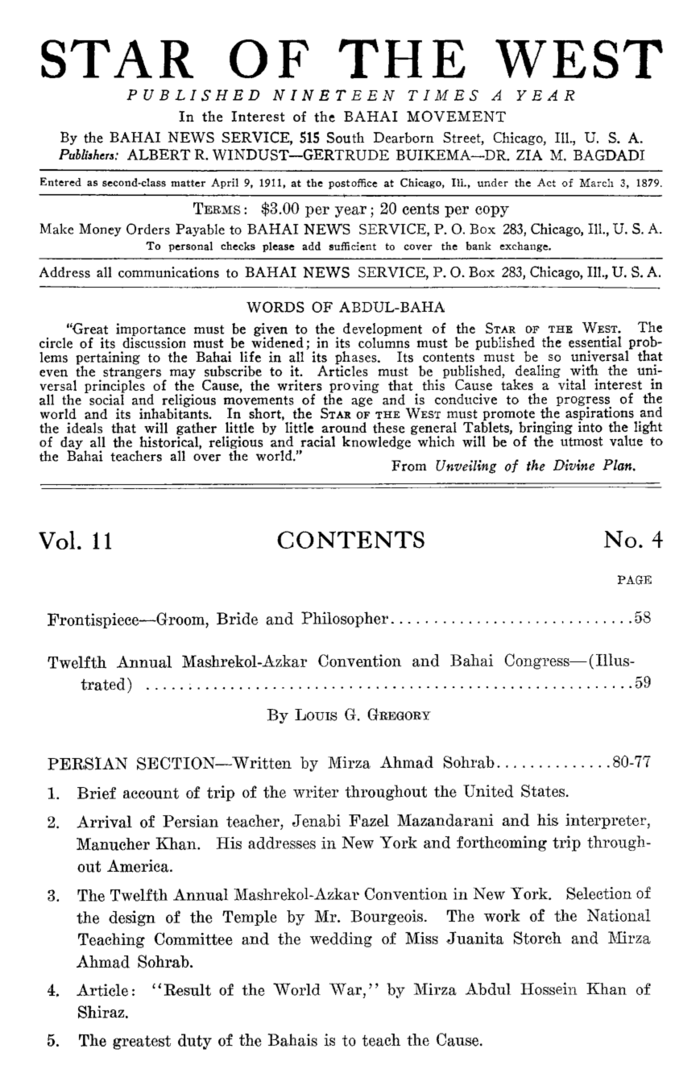 STAR OF THE WEST
PUBLISHED NINETEEN TIMES A YEAR
In the Interest of the BAHAI MOVEMENT
By the BAHAI NEWS SERVICE, 515 South Dearborn Street, Chicago, Ill., U. S. A.
Publishers: ALBERT R. WINDUST—GERTRUDE BUIKEMA—DR. ZIA M. BAGDADI
Entered as second-class matter April 9, 1911, at the postoffice at Chicago, Ill., under the Act of March 3, 1879.
TERMS: $3.00 per year; 20 cents per copy
Make Money Orders Payable to BAHAI NEWS SERVICE, P. O. Box 283, Chicago, Ill., U. S. A.
To personal checks please add sufficient to cover the bank exchange.
Address all communications to BAHAI NEWS SERVICE, P. O. Box 283, Chicago, Ill., U. S. A.
WORDS OF ABDUL-BAHA
"Great importance must be given to the development of the STAR OF THE WEST. The
circle of its discussion must be widened; in its columns must be published the essential prob-
lems pertaining to the Bahai life in all its phases. Its contents must be so universal that
even the strangers may subscribe to it. Articles must be published, dealing with the uni-
versal principles of the Cause, the writers proving that this Cause takes a vital interest in
all the social and religious movements of the age and is conducive to the progress of the
world and its inhabitants. In short, the STAR OF THE WEST must promote the aspirations and
the ideals that will gather little by little around these general Tablets, bringing into the light
of day all the historical, religious and racial knowledge which will be of the utmost value to
the Bahai teachers all over the world."
From Unveiling of the Divine Plan.
Vol. 11 CONTENTS No. 4
PAGE
Frontispiece—Groom, Bride and Philosopher............................58
Twelfth Annual Mashrekol-Azkar Convention and Bahai Congress—(Illus-
trated) ........................................................59
By LOUIS G. GREGORY
PERSIAN SECTION—Written by Mirza Ahmad Sohrab..............80-77
1. Brief account of trip of the writer throughout the United States.
2. Arrival of Persian teacher, Jenabi Fazel Mazandarani and his interpreter,
Manucher Khan. His addresses in New York and forthcoming trip through-
out America.
3. The Twelfth Annual Mashrekol-Azkar Convention in New York. Selection of
the design of the Temple by Mr. Bourgeois. The work of the National
Teaching Committee and the wedding of Miss Juanita Storch and Mirza
Ahmad Sohrab.
4. Article: "Result of the World War," by Mirza Abdul Hossein Khan of
Shiraz.
5. The greatest duty of the Bahais is to teach the Cause.